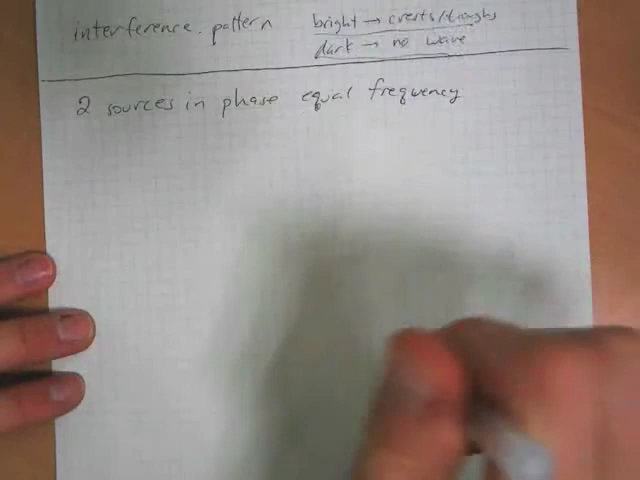 interference pattern
bright → crests/troughs
dark → no wave
2 sources in phase equal frequency